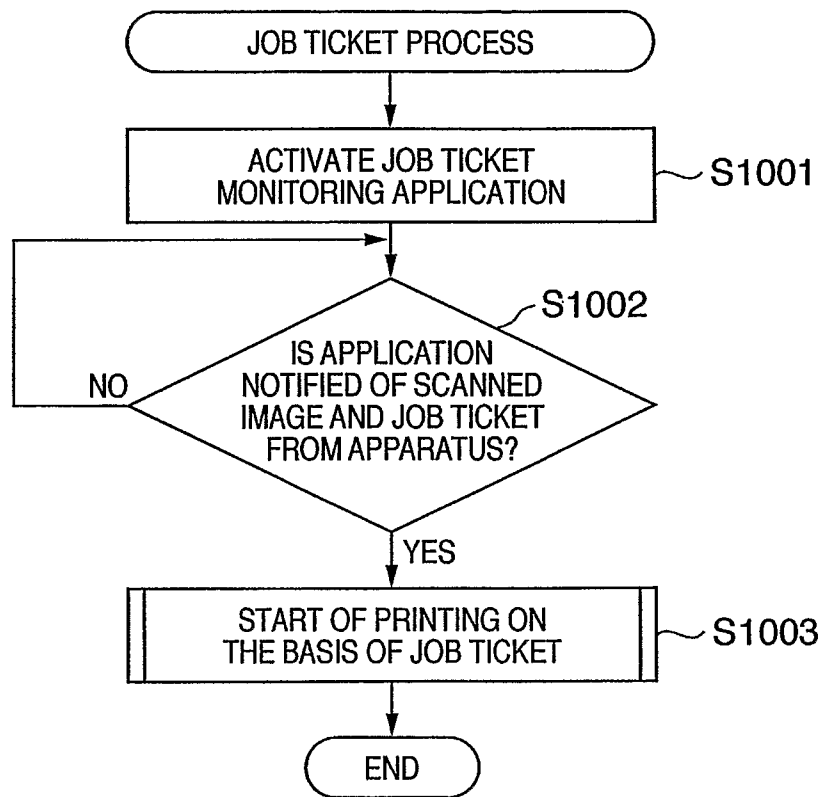 JOB TICKET PROCESS
ACTIVATE JOB TICKET
MONITORING APPLICATION
S1001
S1002
IS APPLICATION
NOTIFIED OF SCANNED
IMAGE AND JOB TICKET
FROM APPARATUS?
NO
YES
START OF PRINTING ON
THE BASIS OF JOB TICKET
S1003
END